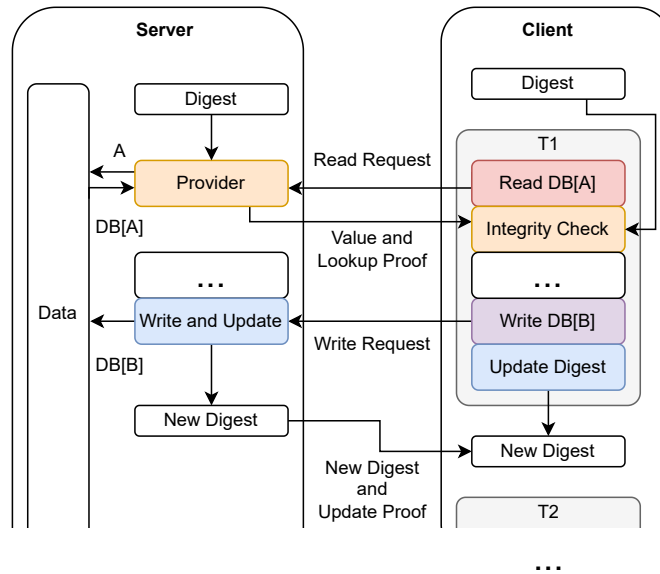 Server
Client
Digest
Digest
T1
A
Provider
Read Request
Read DB[A]
DB[A]
Value and
Lookup Proof
Integrity Check
...
...
Data
Write and Update
Write Request
Write DB[B]
DB[B]
Update Digest
New Digest
New Digest
New Digest
and
Update Proof
T2
...